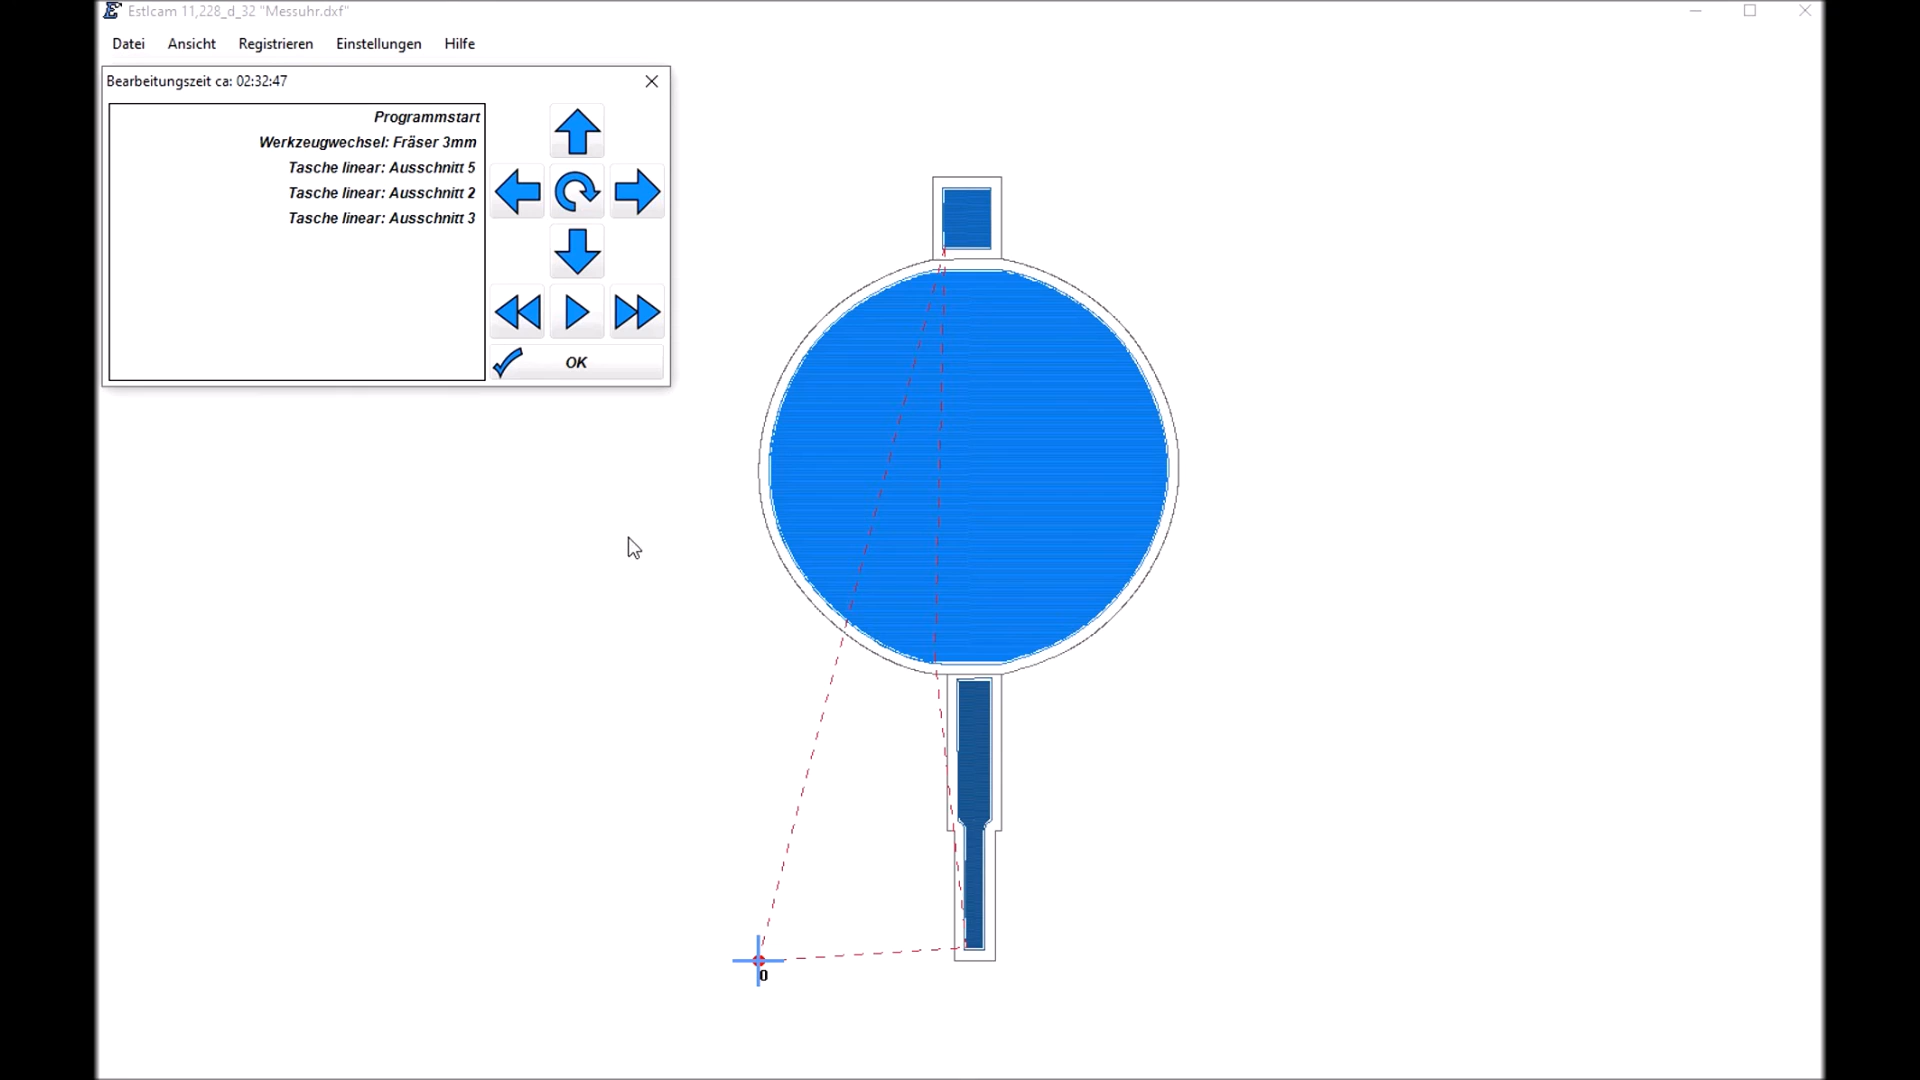 Estlcam 11,228_d_32 "Messuhr.dxf"
Datei Ansicht Registrieren Einstellungen Hilfe
Bearbeitungszeit ca: 02:32:47
Programmstart
Werkzeugwechsel: Fräser 3mm
Tasche linear: Ausschnitt 5
Tasche linear: Ausschnitt 2
Tasche linear: Ausschnitt 3
OK
0